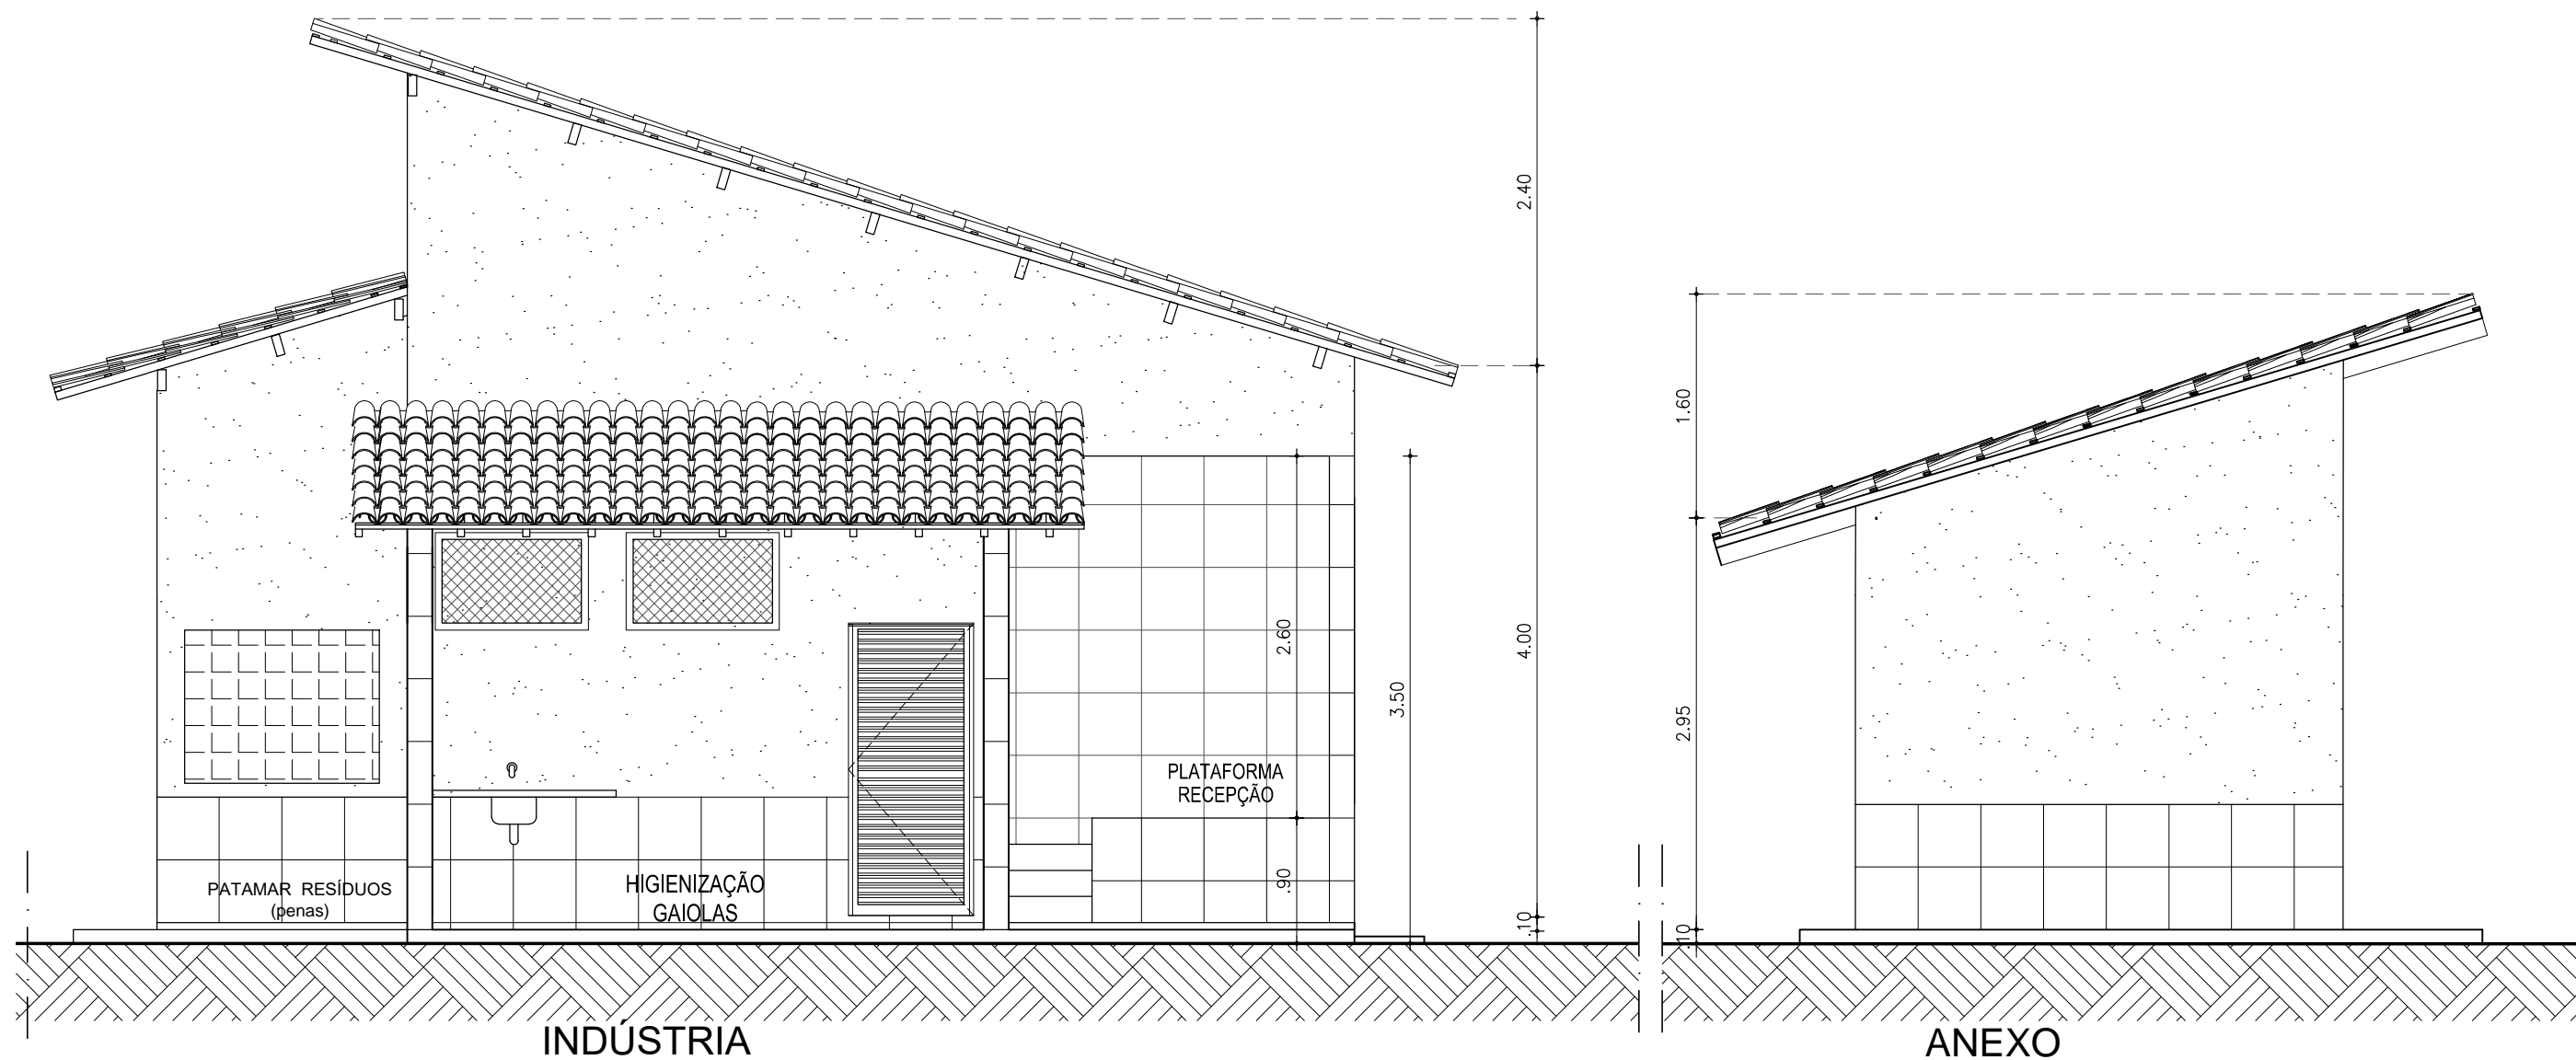 2.40
1.60
2.60
4.00
3.50
2.95
PLATAFORMA
RECEPÇÃO
.90
PATAMAR RESÍDUOS
(penas)
HIGIENIZAÇÃO
GAIOLAS
.10
.10
INDÚSTRIA
ANEXO